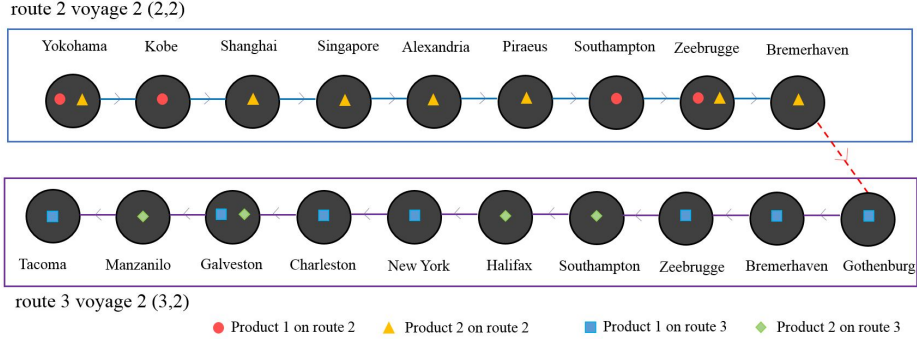 route 2 voyage 2 (2,2)
Yokohama Kobe Shanghai Singapore Alexandria Piraeus Southampton Zeebrugge Bremerhaven
Tacoma Manzanilo Galveston Charleston New York Halifax Southampton Zeebrugge Bremerhaven Gothenburg
route 3 voyage 2 (3,2)
Product 1 on route 2 Product 2 on route 2 Product 1 on route 3 Product 2 on route 3